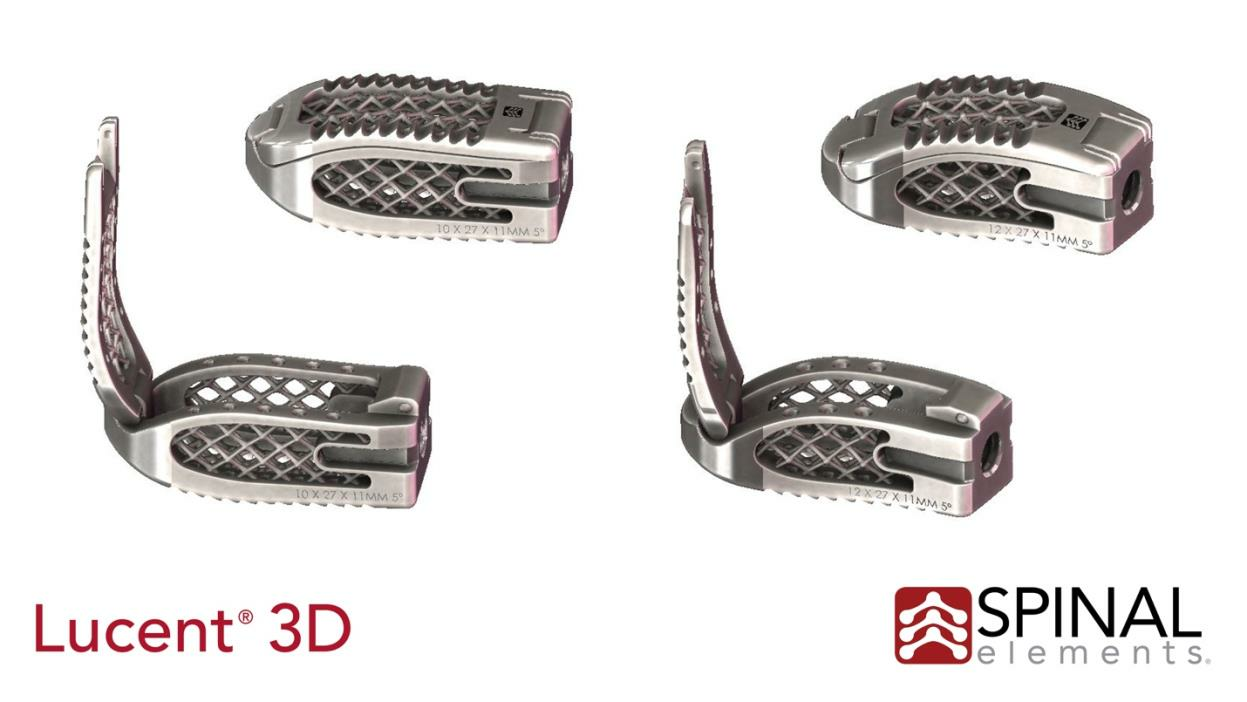 10 X 27 X 11MM 5°
12 X 27 X 11MM 5°
10 X 27 X 11MM 5°
12 X 27 X 11MM 5°
Lucent® 3D
SPINAL
elements®